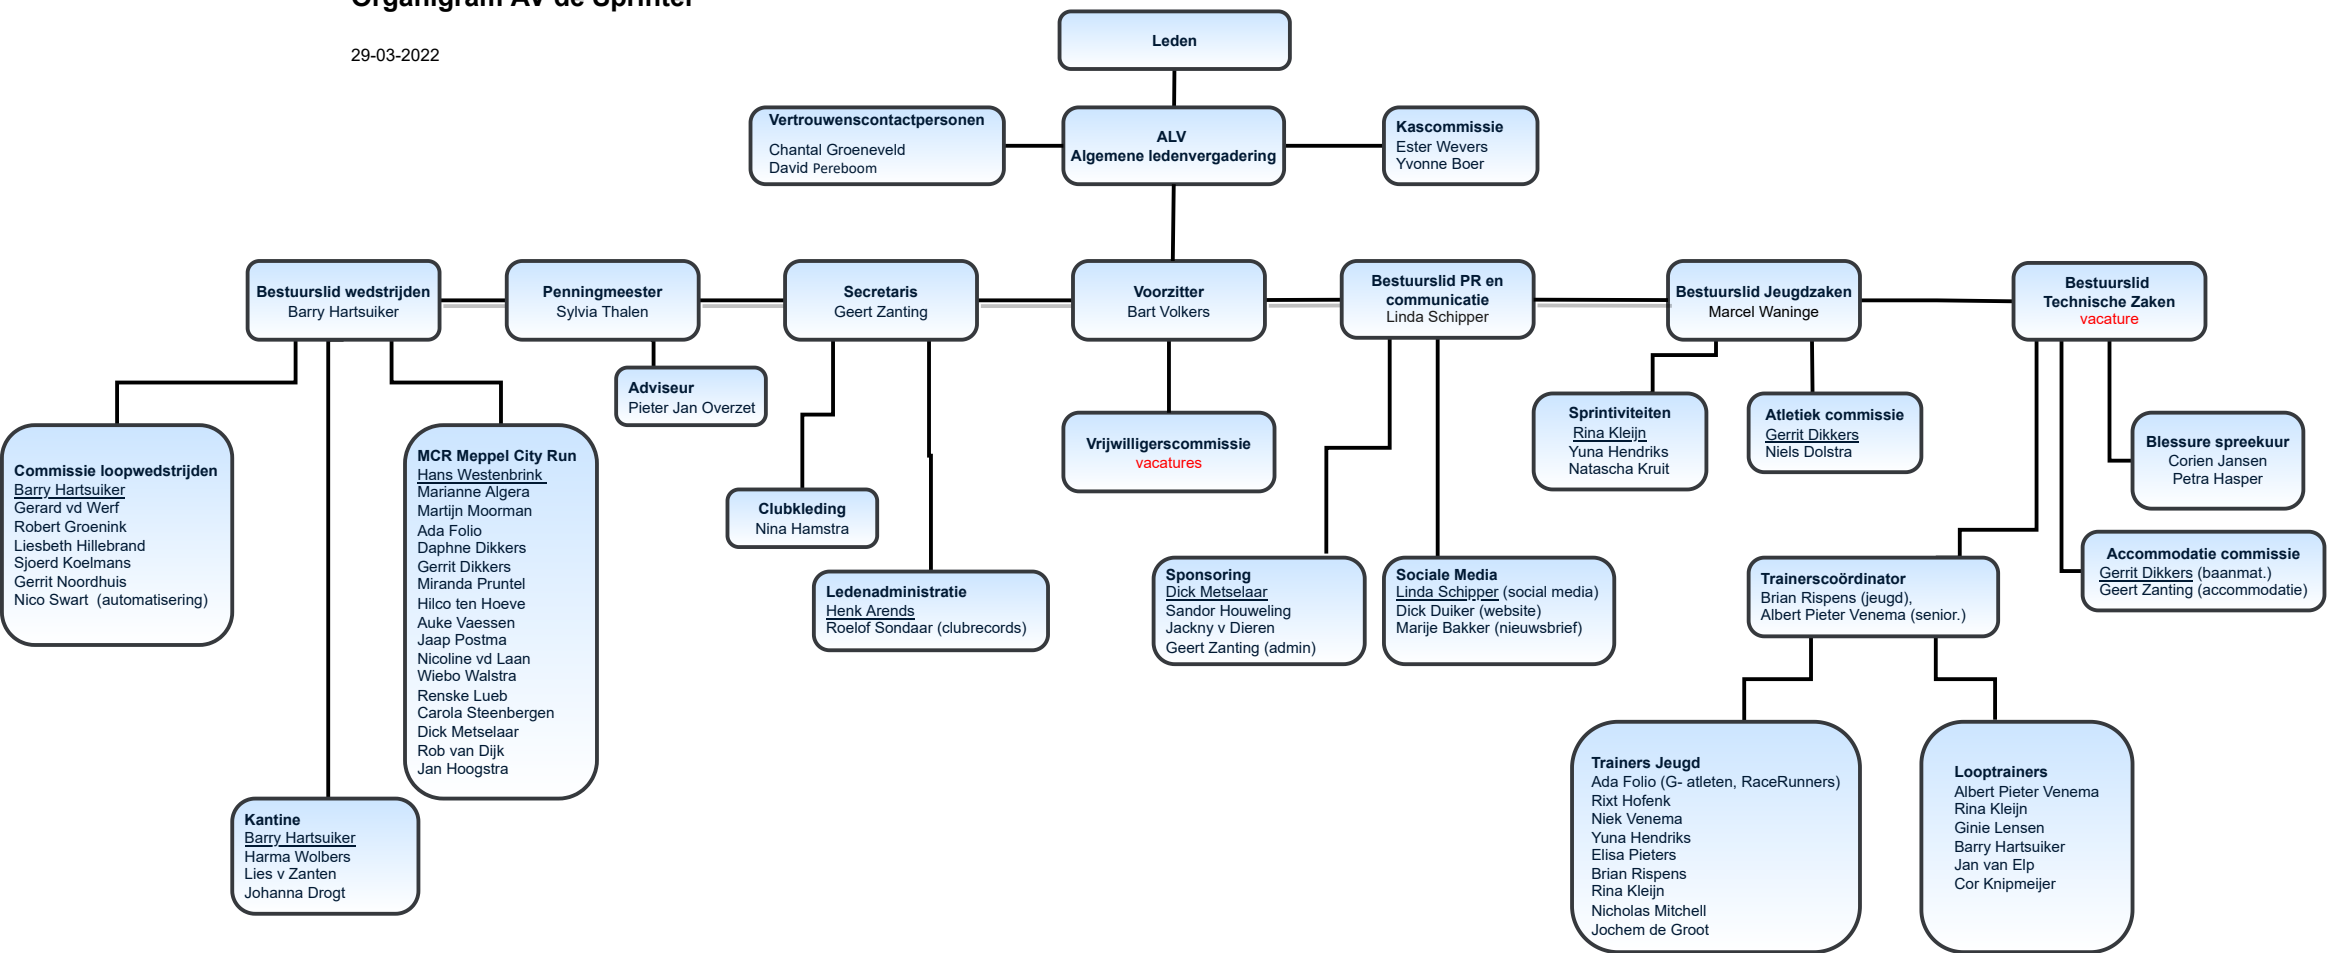 Organigram AV de Sprinter
29-03-2022
Leden
Vertrouwenscontactpersonen
Chantal Groeneveld
David Pereboom
ALV
Algemene ledenvergadering
Kascommissie
Ester Wevers
Yvonne Boer
Bestuurslid wedstrijden
Barry Hartsuiker
Penningmeester
Sylvia Thalen
Secretaris
Geert Zanting
Voorzitter
Bart Volkers
Bestuurslid PR en
communicatie
Linda Schipper
Bestuurslid Jeugdzaken
Marcel Waninge
Bestuurslid
Technische Zaken
vacature
Adviseur
Pieter Jan Overzet
Commissie loopwedstrijden
Barry Hartsuiker
Gerard vd Werf
Robert Groenink
Liesbeth Hillebrand
Sjoerd Koelmans
Gerrit Noordhuis
Nico Swart (automatisering)
MCR Meppel City Run
Hans Westenbrink
Marianne Algera
Martijn Moorman
Ada Folio
Daphne Dikkers
Gerrit Dikkers
Miranda Pruntel
Hilco ten Hoeve
Auke Vaessen
Jaap Postma
Nicoline vd Laan
Wiebo Walstra
Renske Lueb
Carola Steenbergen
Dick Metselaar
Rob van Dijk
Jan Hoogstra
Kantine
Barry Hartsuiker
Harma Wolbers
Lies v Zanten
Johanna Drogt
Clubkleding
Nina Hamstra
Ledenadministratie
Henk Arends
Roelof Sondaar (clubrecords)
Vrijwilligerscommissie
vacatures
Sponsoring
Dick Metselaar
Sandor Houweling
Jackny v Dieren
Geert Zanting (admin)
Sociale Media
Linda Schipper (social media)
Dick Duiker (website)
Marije Bakker (nieuwsbrief)
Sprintiviteiten
Rina Kleijn
Yuna Hendriks
Natascha Kruit
Atletiek commissie
Gerrit Dikkers
Niels Dolstra
Blessure spreekuur
Corien Jansen
Petra Hasper
Accommodatie commissie
Gerrit Dikkers (baanmat.)
Geert Zanting (accommodatie)
Trainerscoördinator
Brian Rispens (jeugd),
Albert Pieter Venema (senior.)
Trainers Jeugd
Ada Folio (G- atleten, RaceRunners)
Rixt Hofenk
Niek Venema
Yuna Hendriks
Elisa Pieters
Brian Rispens
Rina Kleijn
Nicholas Mitchell
Jochem de Groot
Looptrainers
Albert Pieter Venema
Rina Kleijn
Ginie Lensen
Barry Hartsuiker
Jan van Elp
Cor Knipmeijer